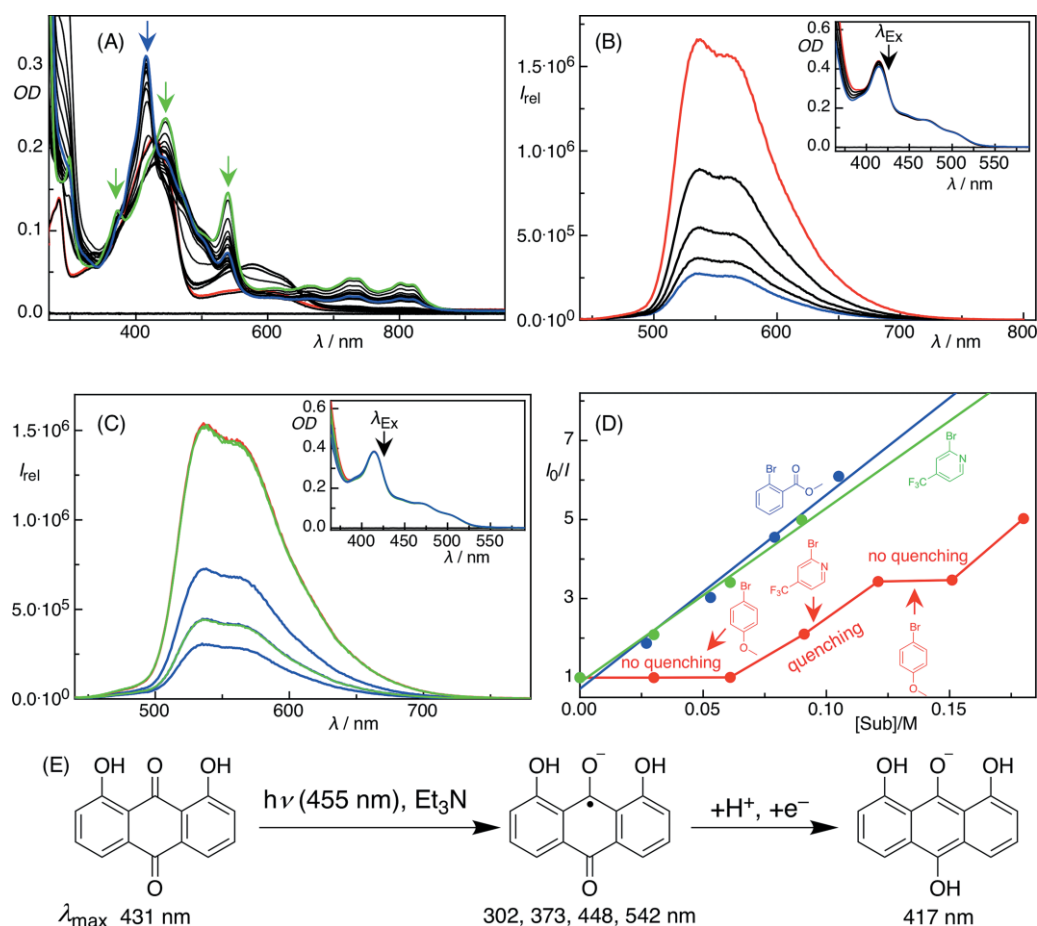 (A)
0.3
OD
0.2
0.1
0.0
400
600
800
λ / nm
(B)
1.5·10⁶
I_rel
1.0·10⁶
5.0·10⁵
0.0·10⁰
500
600
700
800
λ / nm
0.6
OD
0.4
0.2
0.0
λ_Ex
400
450
500
550
λ / nm
(C)
1.5·10⁶
I_rel
1.0·10⁶
5.0·10⁵
0.0·10⁰
500
600
700
λ / nm
0.6
OD
0.4
0.2
0.0
λ_Ex
400
450
500
550
λ / nm
(D)
7
I₀/I
5
3
1
0.00
0.05
0.10
0.15
[Sub]/M
Br
O
O
Br
N
F₃C
no quenching
Br
N
F₃C
Br
O
no quenching
quenching
Br
O
(E)
OH O OH
O
hν (455 nm), Et₃N
OH O⁻ OH
•
O
+H⁺, +e⁻
OH O⁻ OH
OH
λ_max 431 nm
302, 373, 448, 542 nm
417 nm